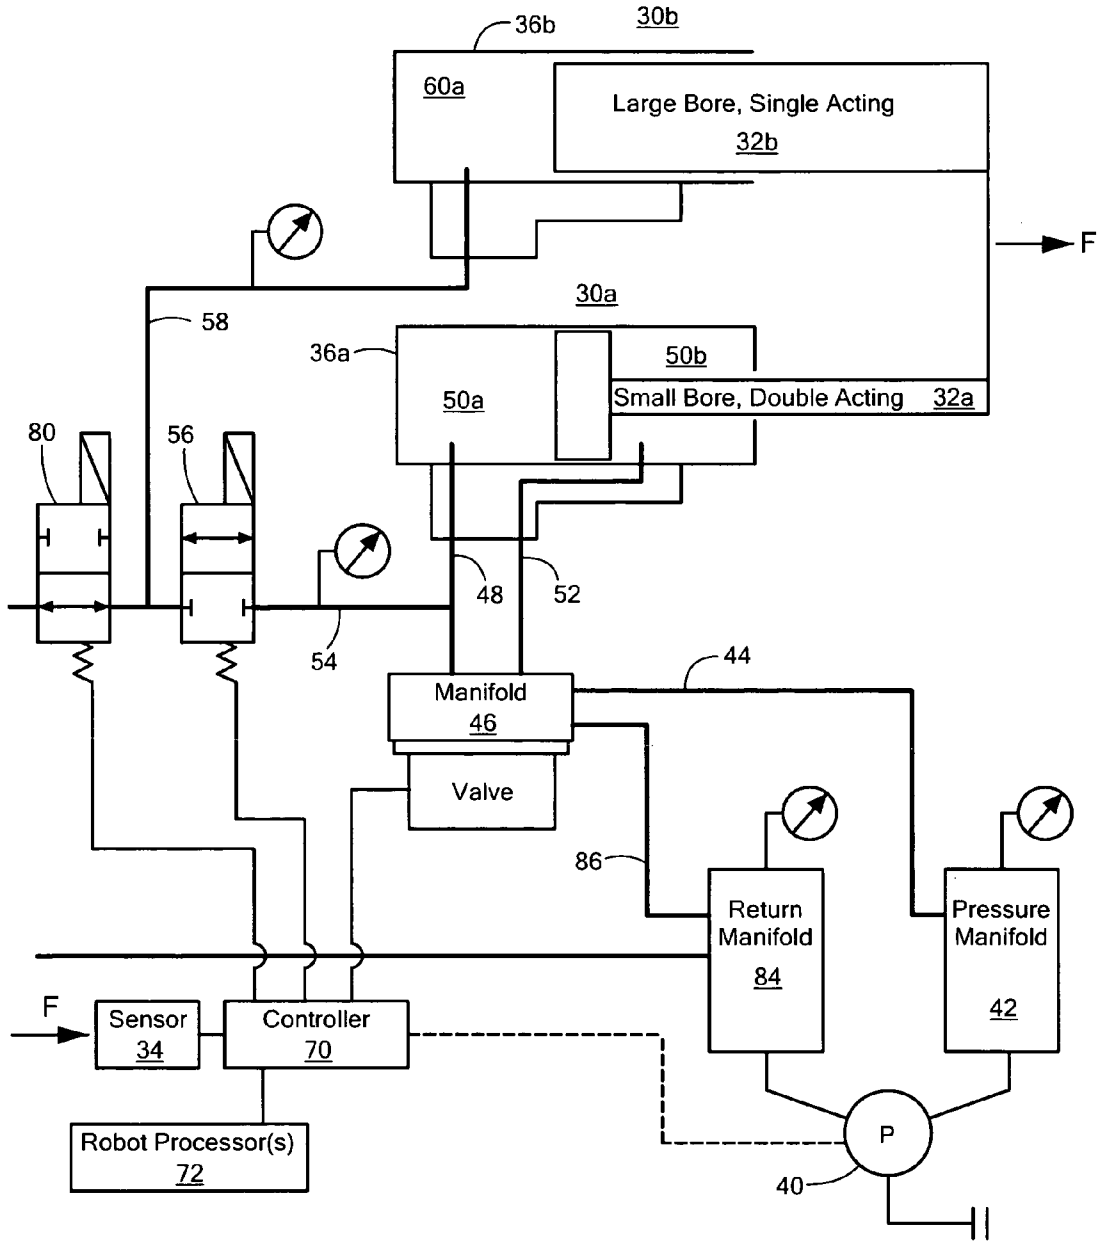 36b
30b
60a
Large Bore, Single Acting
32b
F
58
30a
36a
50b
50a
Small Bore, Double Acting 32a
80
56
48
52
54
44
Manifold
46
Valve
86
Return
Manifold
84
Pressure
Manifold
42
F
Sensor
34
Controller
70
Robot Processor(s)
72
P
40